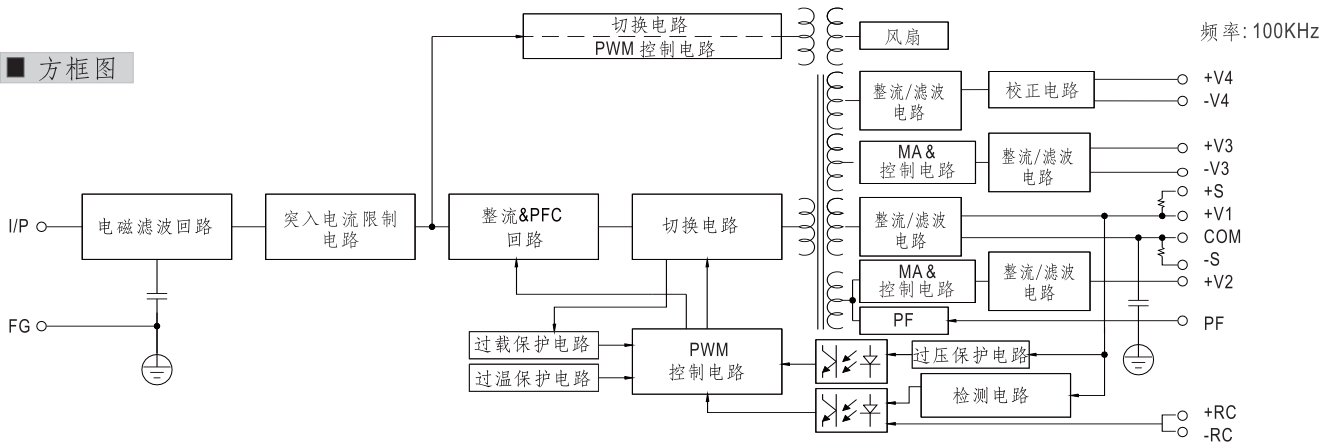 ■ 方框图
频率: 100KHz
切换电路
PWM 控制电路
风扇
整流/滤波
电路
校正电路
+V4
-V4
MA &
控制电路
整流/滤波
电路
+V3
-V3
I/P
电磁滤波回路
突入电流限制
电路
整流&PFC
回路
切换电路
整流/滤波
电路
+S
+V1
COM
-S
MA &
控制电路
整流/滤波
电路
+V2
PF
PF
FG
过载保护电路
过温保护电路
PWM
控制电路
过压保护电路
检测电路
+RC
-RC